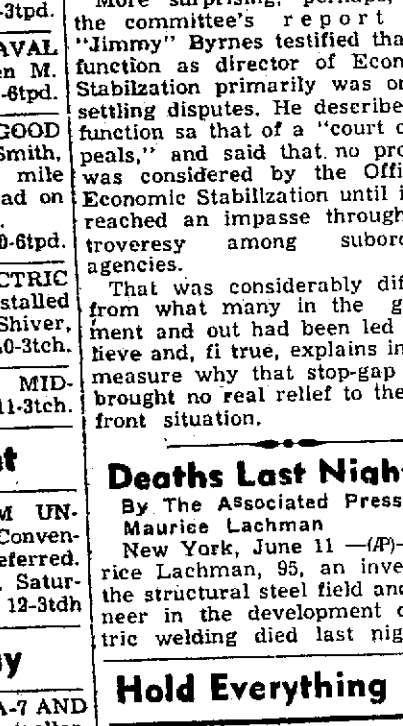 -3tpd.
AVAL
en M.
-6tpd.
GOOD
Smith,
mile
ad on
0-6tpd.
CTRIC
stalled
Shiver,
0-3tch.
MID-
11-3tch.
t
M UN-
Conven-
eferred.
Satur-
12-3tdh
y
A-7 AND
More surprising, perhaps,
the committee's report
"Jimmy" Byrnes testified tha
function as director of Econ
Stabilzation primarily was on
settling disputes. He describe
function sa that of a "court o
peals," and said that no pro
was considered by the Offi
Economic Stabilization until i
reached an impasse through
troveresy among subord
agencies.
That was considerably dif
from what many in the g
ment and out had been led
lieve and, fi true, explains in
measure why that stop-gap
brought no real relief to the
front situation.
Deaths Last Nigh
By The Associated Press
Maurice Lachman
New York, June 11 —(AP)—
rice Lachman, 95, an inve
the structural steel field and
neer in the development o
tric welding died last nig
Hold Everything